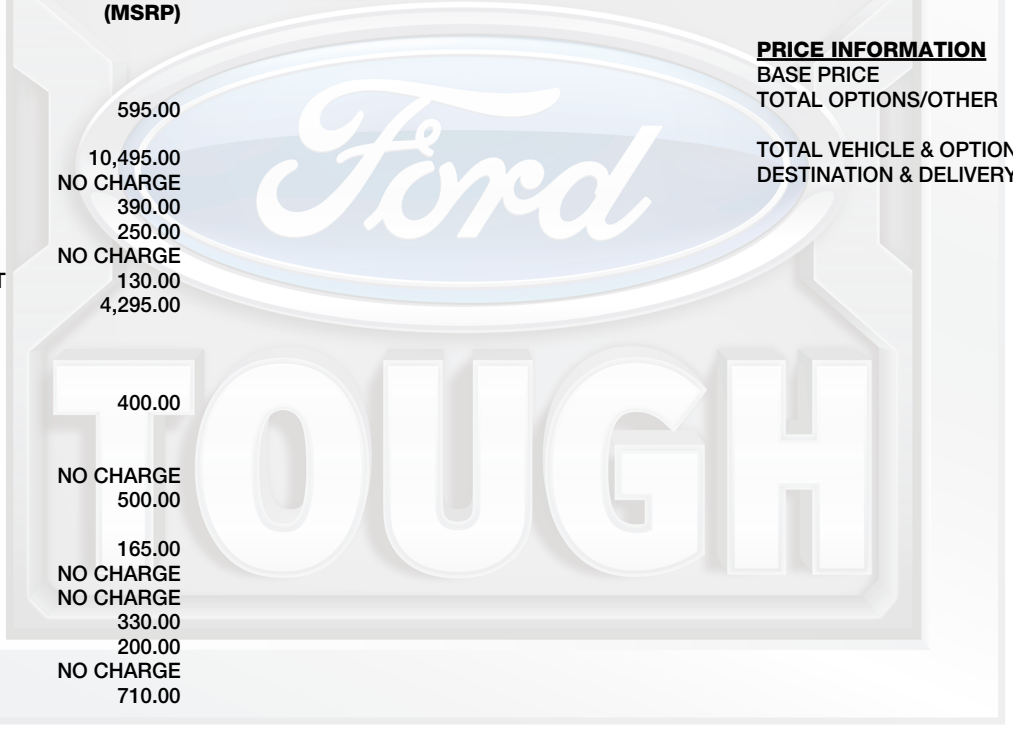 (MSRP)
595.00
10,495.00
NO CHARGE
390.00
250.00
NO CHARGE
T 130.00
4,295.00
400.00
NO CHARGE
500.00
165.00
NO CHARGE
NO CHARGE
330.00
200.00
NO CHARGE
710.00
PRICE INFORMATION
BASE PRICE
TOTAL OPTIONS/OTHER
TOTAL VEHICLE & OPTION
DESTINATION & DELIVERY
Ford
TOUGH